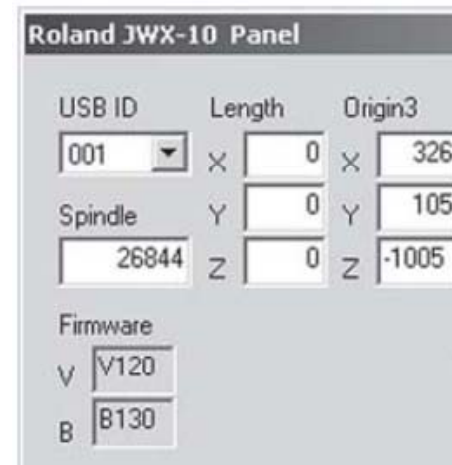 Roland JWX-10 Panel
USB ID Length Origin3
001 X 0 X 326
Spindle Y 0 Y 105
26844 Z 0 Z -1005
Firmware
V V120
B B130